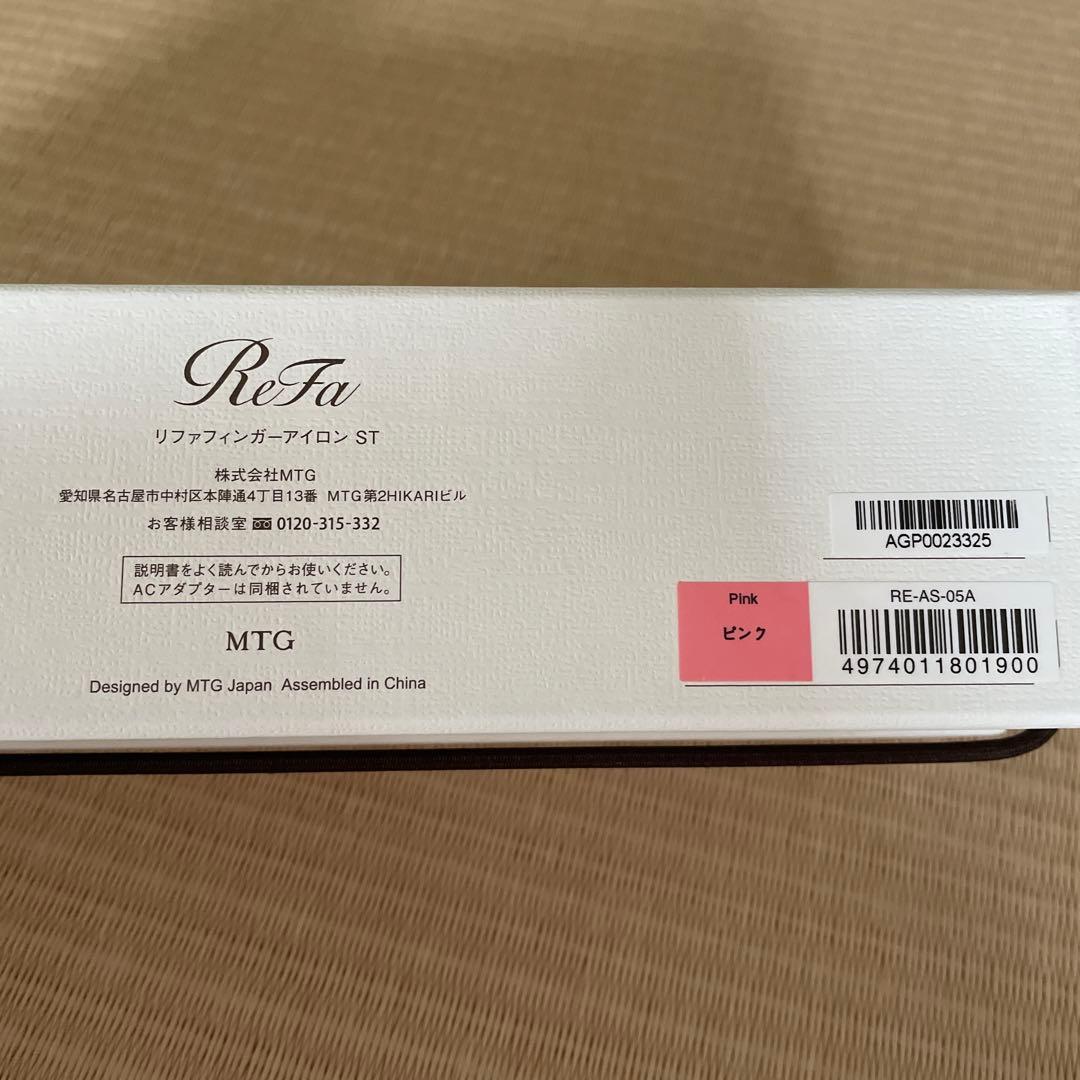 ReFa
リファフィンガーアイロン ST
株式会社MTG
愛知県名古屋市中村区本陣通4丁目13番 MTG第2HIKARIビル
お客様相談室 0120-315-332
説明書をよく読んでからお使いください。
ACアダプターは同梱されていません。
MTG
Designed by MTG Japan Assembled in China
AGP0023325
Pink
ピンク
RE-AS-05A
4974011801900